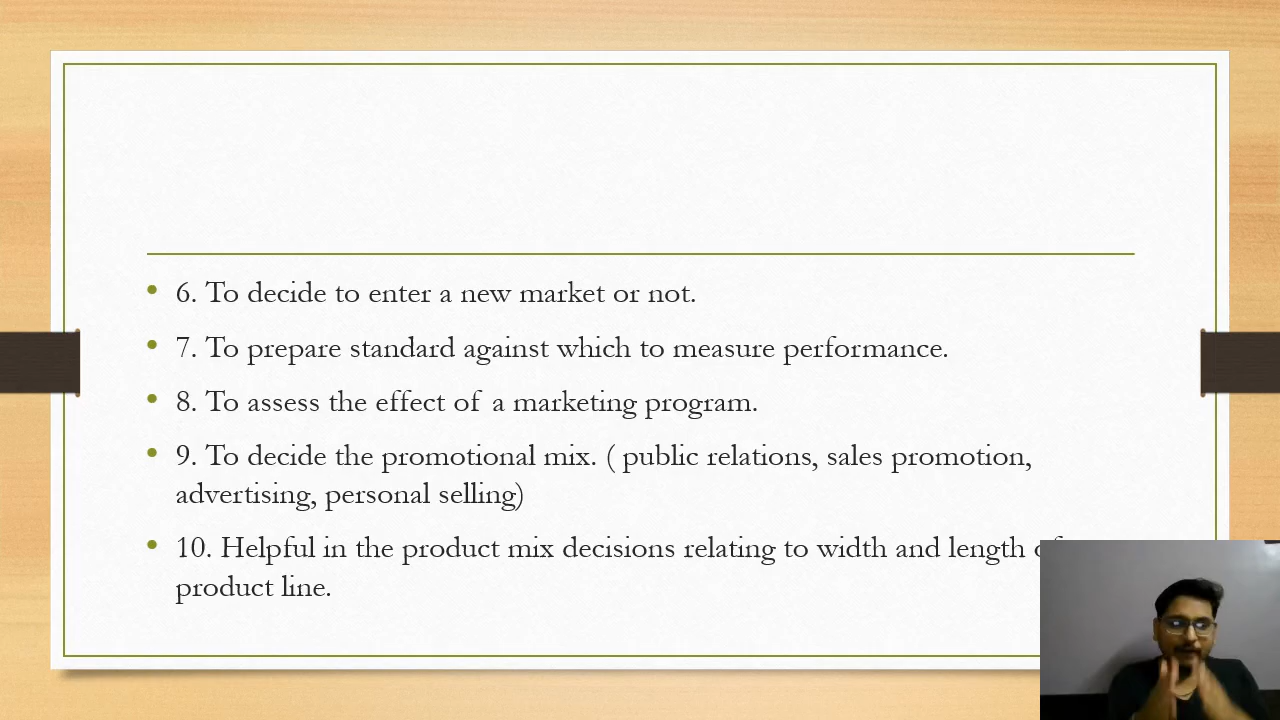 • 6. To decide to enter a new market or not.
• 7. To prepare standard against which to measure performance.
• 8. To assess the effect of a marketing program.
• 9. To decide the promotional mix. ( public relations, sales promotion,
advertising, personal selling)
• 10. Helpful in the product mix decisions relating to width and length of
product line.